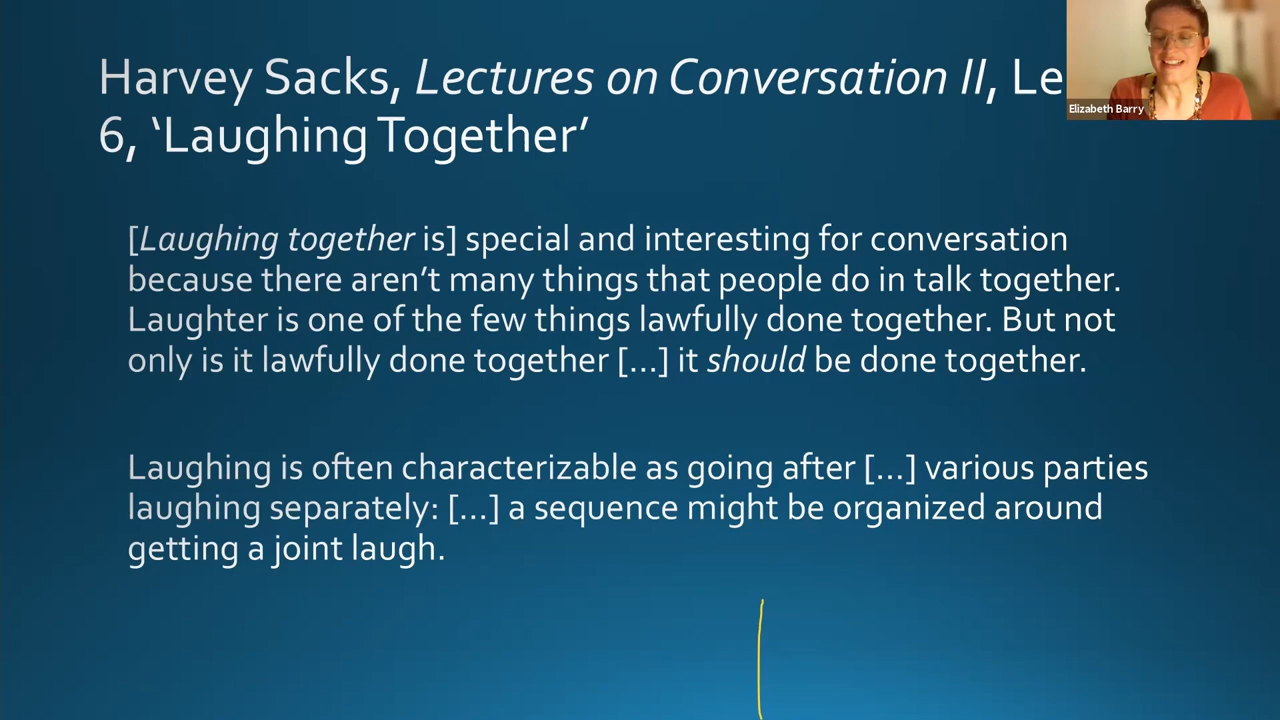 Harvey Sacks, Lectures on Conversation II, Le
6, ‘Laughing Together’
Elizabeth Barry
[Laughing together is] special and interesting for conversation
because there aren’t many things that people do in talk together.
Laughter is one of the few things lawfully done together. But not
only is it lawfully done together [...] it should be done together.
Laughing is often characterizable as going after [...] various parties
laughing separately: [...] a sequence might be organized around
getting a joint laugh.